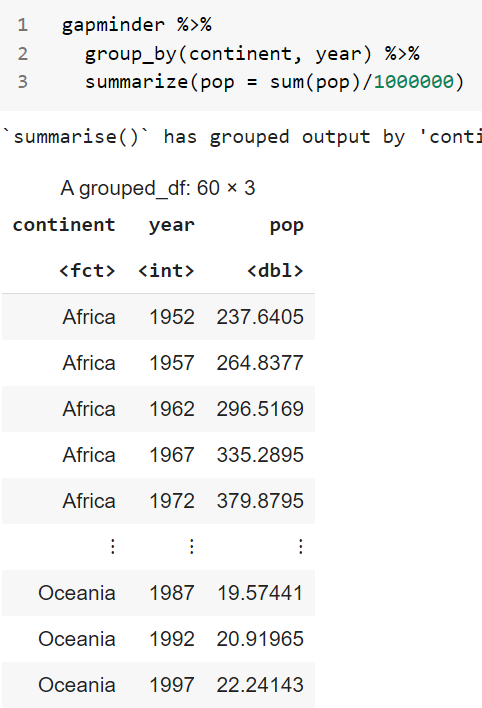 1 gapminder %>%
2 group_by(continent, year) %>%
3 summarize(pop = sum(pop)/1000000)
`summarise()` has grouped output by 'conti
A grouped_df: 60 × 3
continent year pop
<fct> <int> <dbl>
Africa 1952 237.6405
Africa 1957 264.8377
Africa 1962 296.5169
Africa 1967 335.2895
Africa 1972 379.8795
⋮ ⋮ ⋮
Oceania 1987 19.57441
Oceania 1992 20.91965
Oceania 1997 22.24143